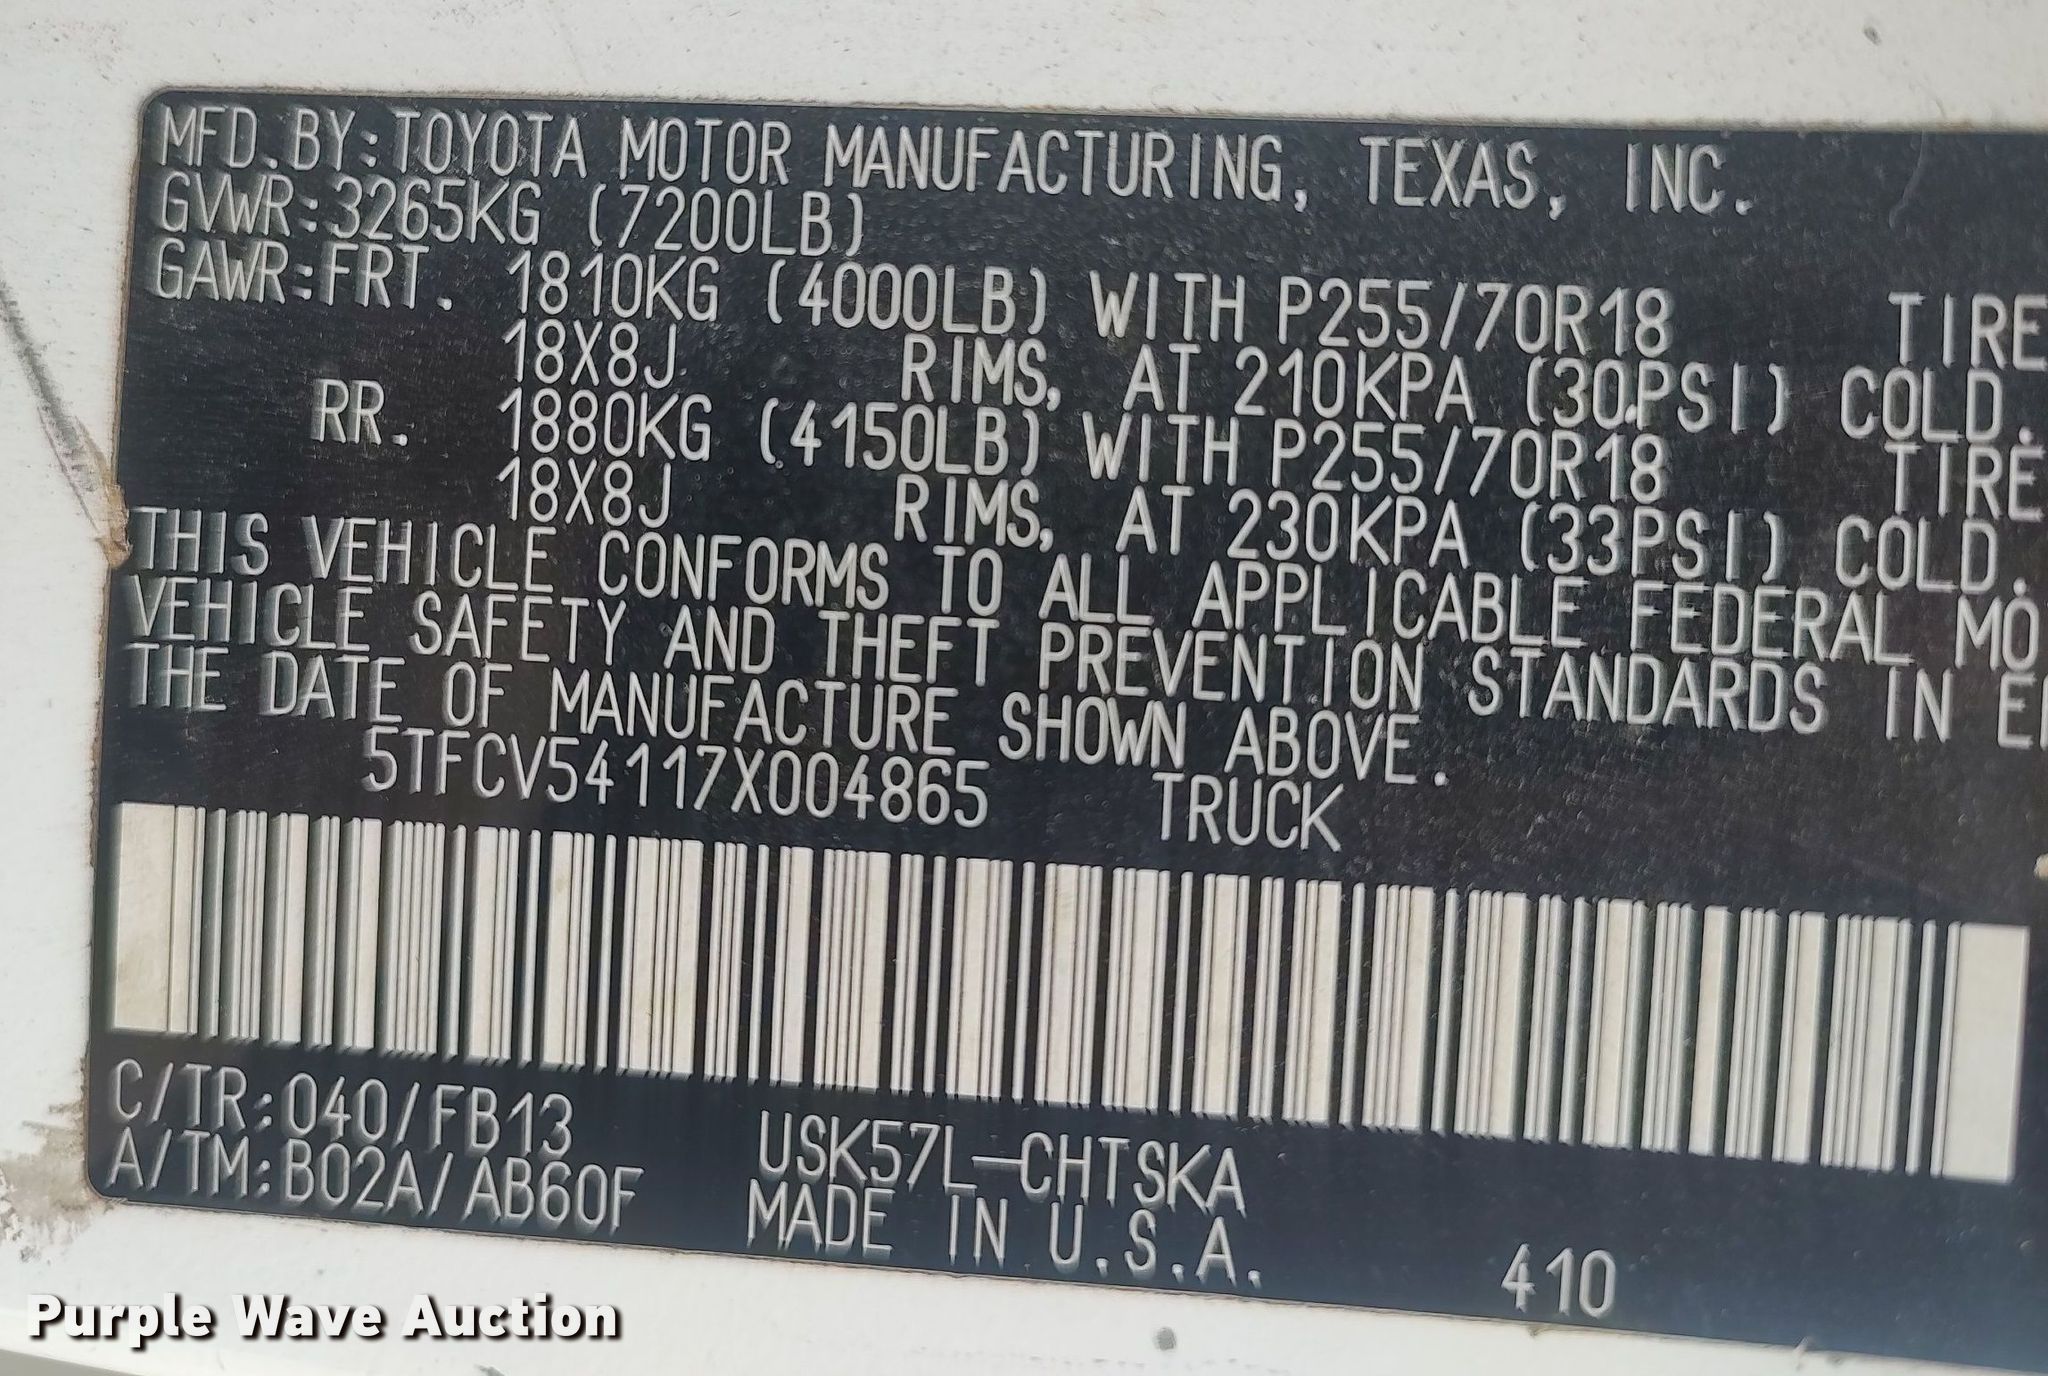 MFD. BY: TOYOTA MOTOR MANUFACTURING, TEXAS, INC.
GVWR: 3265KG (7200LB)
GAWR: FRT. 1810KG (4000LB) WITH P255/70R18 TIRE
18X8J RIMS, AT 210KPA (30PSI) COLD.
RR. 1880KG (4150LB) WITH P255/70R18 TIRE
18X8J RIMS, AT 230KPA (33PSI) COLD.
THIS VEHICLE CONFORMS TO ALL APPLICABLE FEDERAL MO
VEHICLE SAFETY AND THEFT PREVENTION STANDARDS IN E
THE DATE OF MANUFACTURE SHOWN ABOVE.
5TFCV54117X004865 TRUCK
C/TR: 040/FB13 USK57L-CHTSKA
A/TM: B02A/AB60F MADE IN U.S.A.
410
Purple Wave Auction